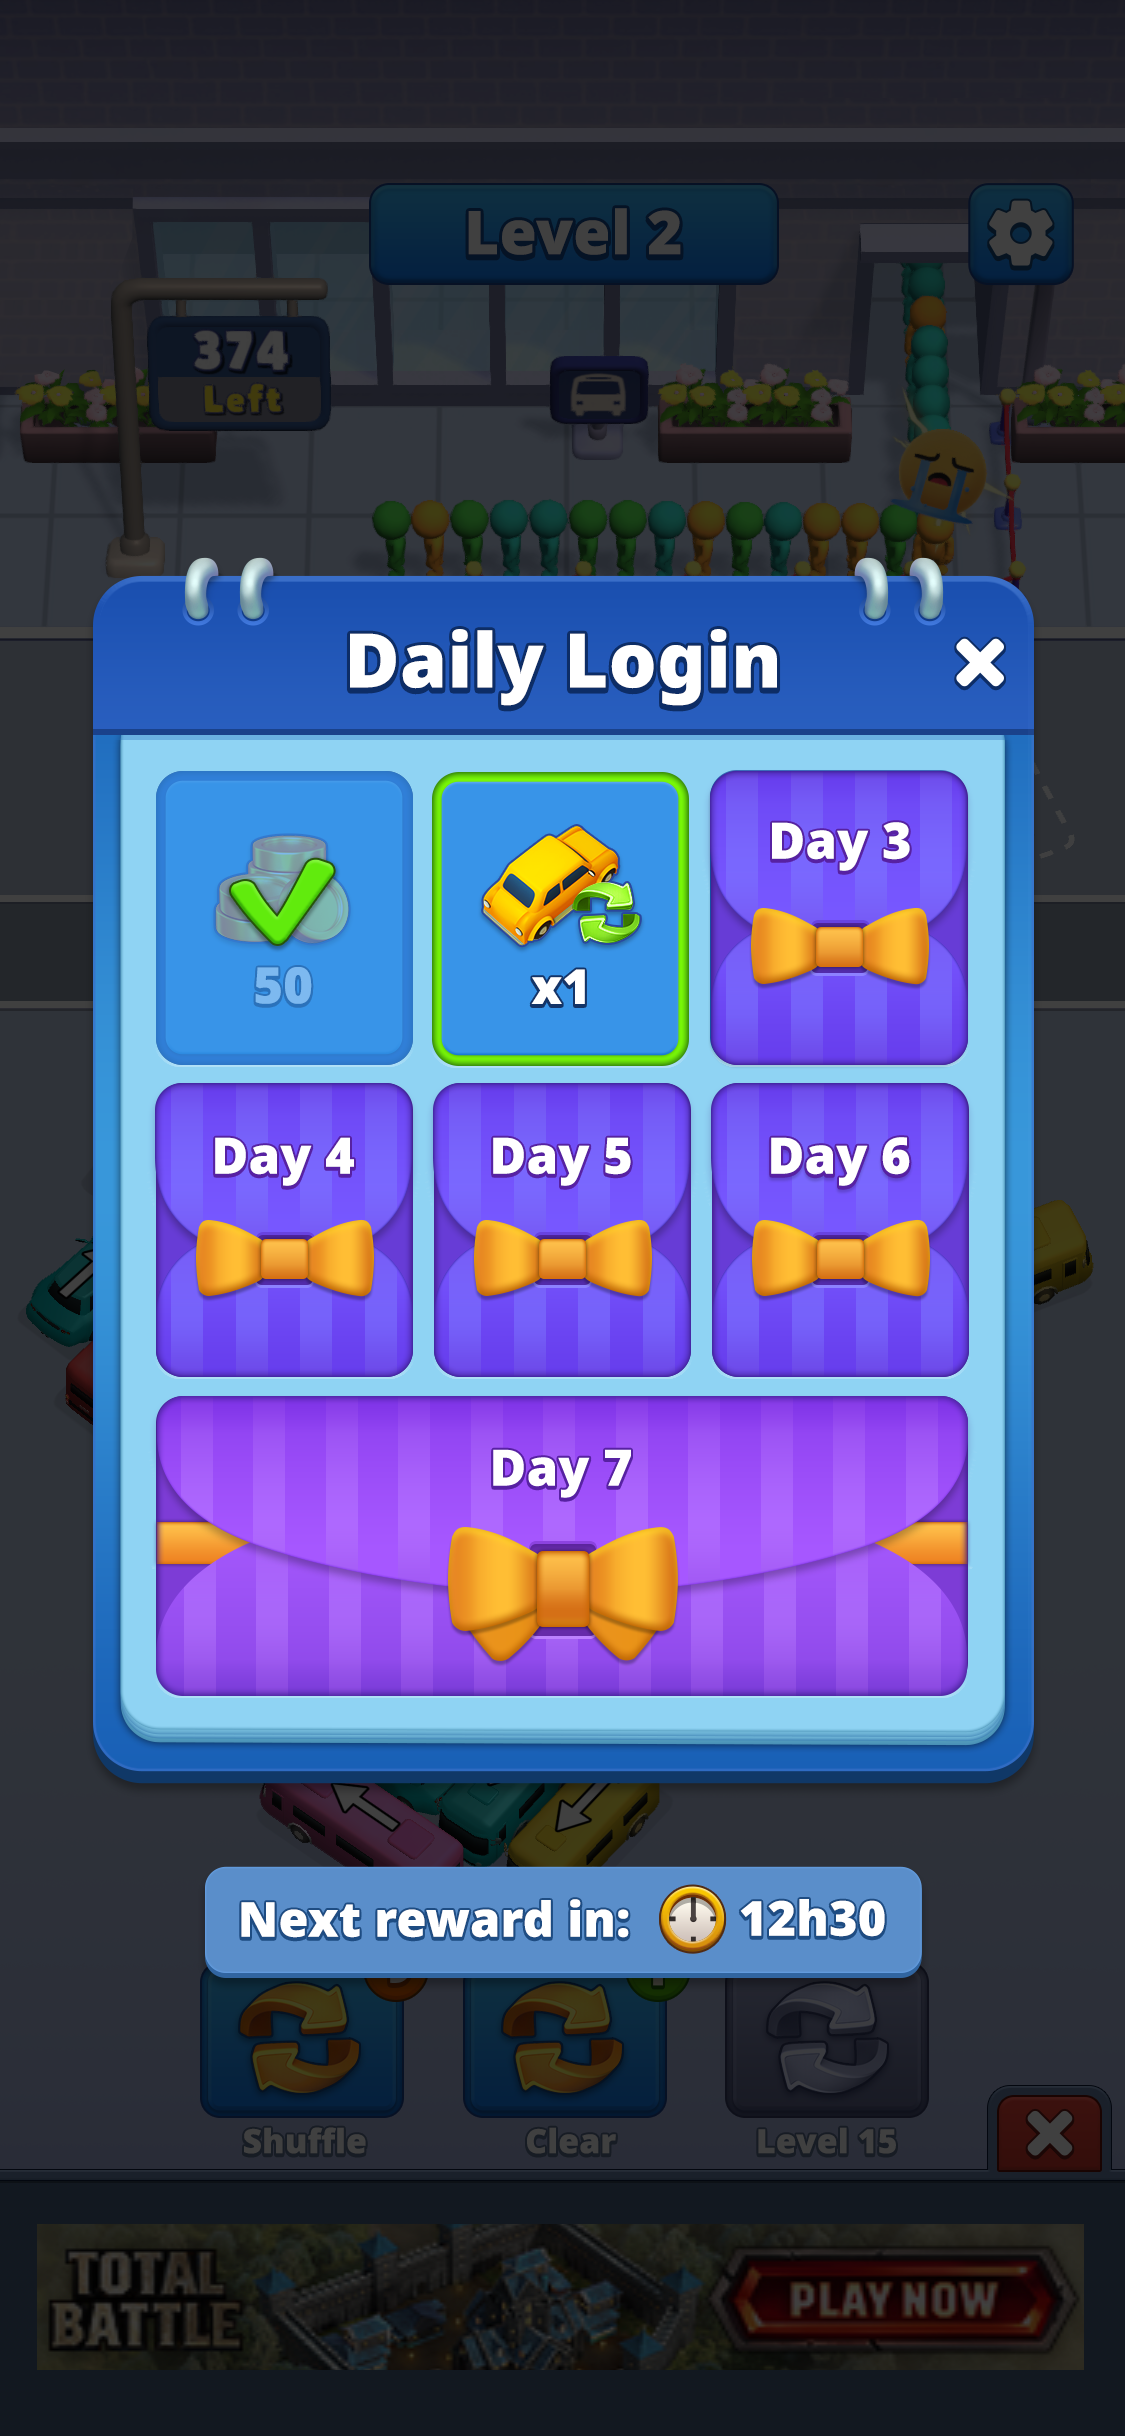 Level 2
374
Left
Daily Login
50
x1
Day 3
Day 4
Day 5
Day 6
Day 7
Next reward in: 12h30
Shuffle
Clear
Level 15
TOTAL
BATTLE
PLAY NOW